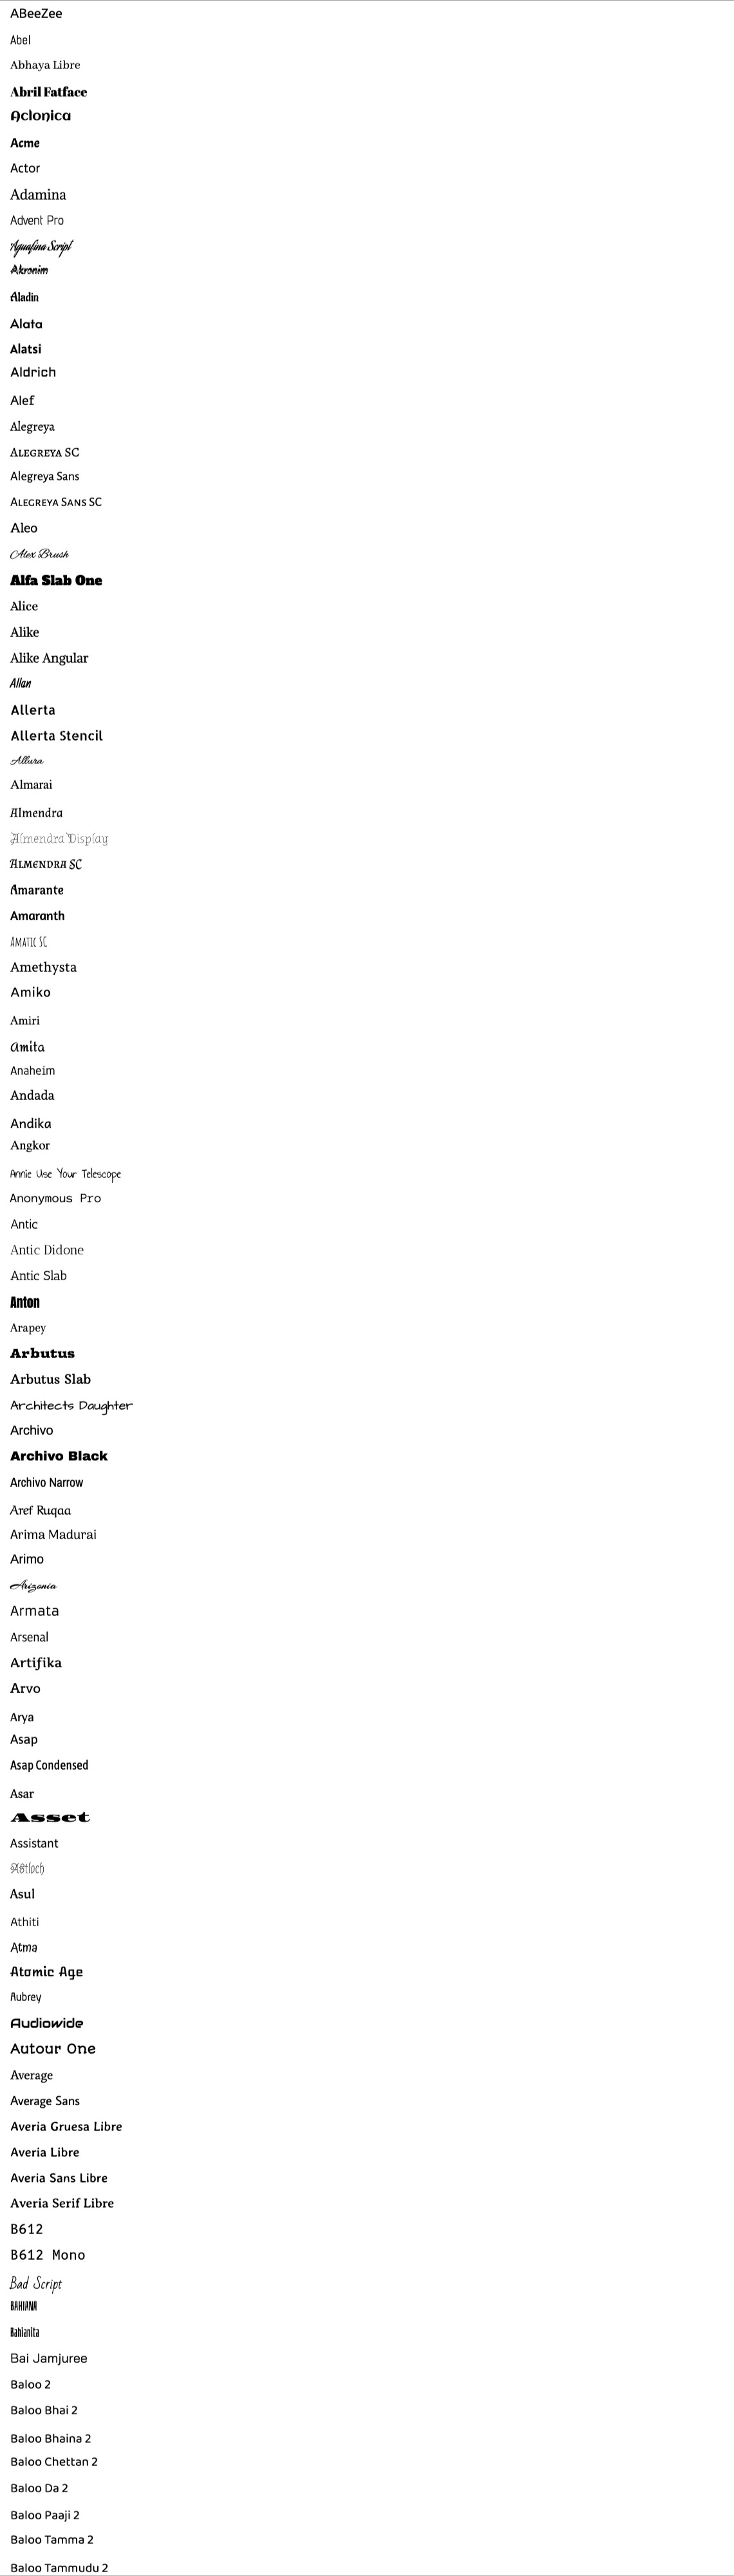 ABeeZee
Abel
Abhaya Libre
Abril Fatface
Aclonica
Acme
Actor
Adamina
Advent Pro
Aguafina Script
Akronim
Aladin
Alata
Alatsi
Aldrich
Alef
Alegreya
Alegreya SC
Alegreya Sans
Alegreya Sans SC
Aleo
Alex Brush
Alfa Slab One
Alice
Alike
Alike Angular
Allan
Allerta
Allerta Stencil
Allura
Almarai
Almendra
Almendra Display
Almendra SC
Amarante
Amaranth
Amatic SC
Amethysta
Amiko
Amiri
Amita
Anaheim
Andada
Andika
Angkor
Annie Use Your Telescope
Anonymous Pro
Antic
Antic Didone
Antic Slab
Anton
Arapey
Arbutus
Arbutus Slab
Architects Daughter
Archivo
Archivo Black
Archivo Narrow
Aref Ruqaa
Arima Madurai
Arimo
Arizonia
Armata
Arsenal
Artifika
Arvo
Arya
Asap
Asap Condensed
Asar
Asset
Assistant
Astloch
Asul
Athiti
Atma
Atomic Age
Aubrey
Audiowide
Autour One
Average
Average Sans
Averia Gruesa Libre
Averia Libre
Averia Sans Libre
Averia Serif Libre
B612
B612 Mono
Bad Script
BAHIANA
Bahianita
Bai Jamjuree
Baloo 2
Baloo Bhai 2
Baloo Bhaina 2
Baloo Chettan 2
Baloo Da 2
Baloo Paaji 2
Baloo Tamma 2
Baloo Tammudu 2